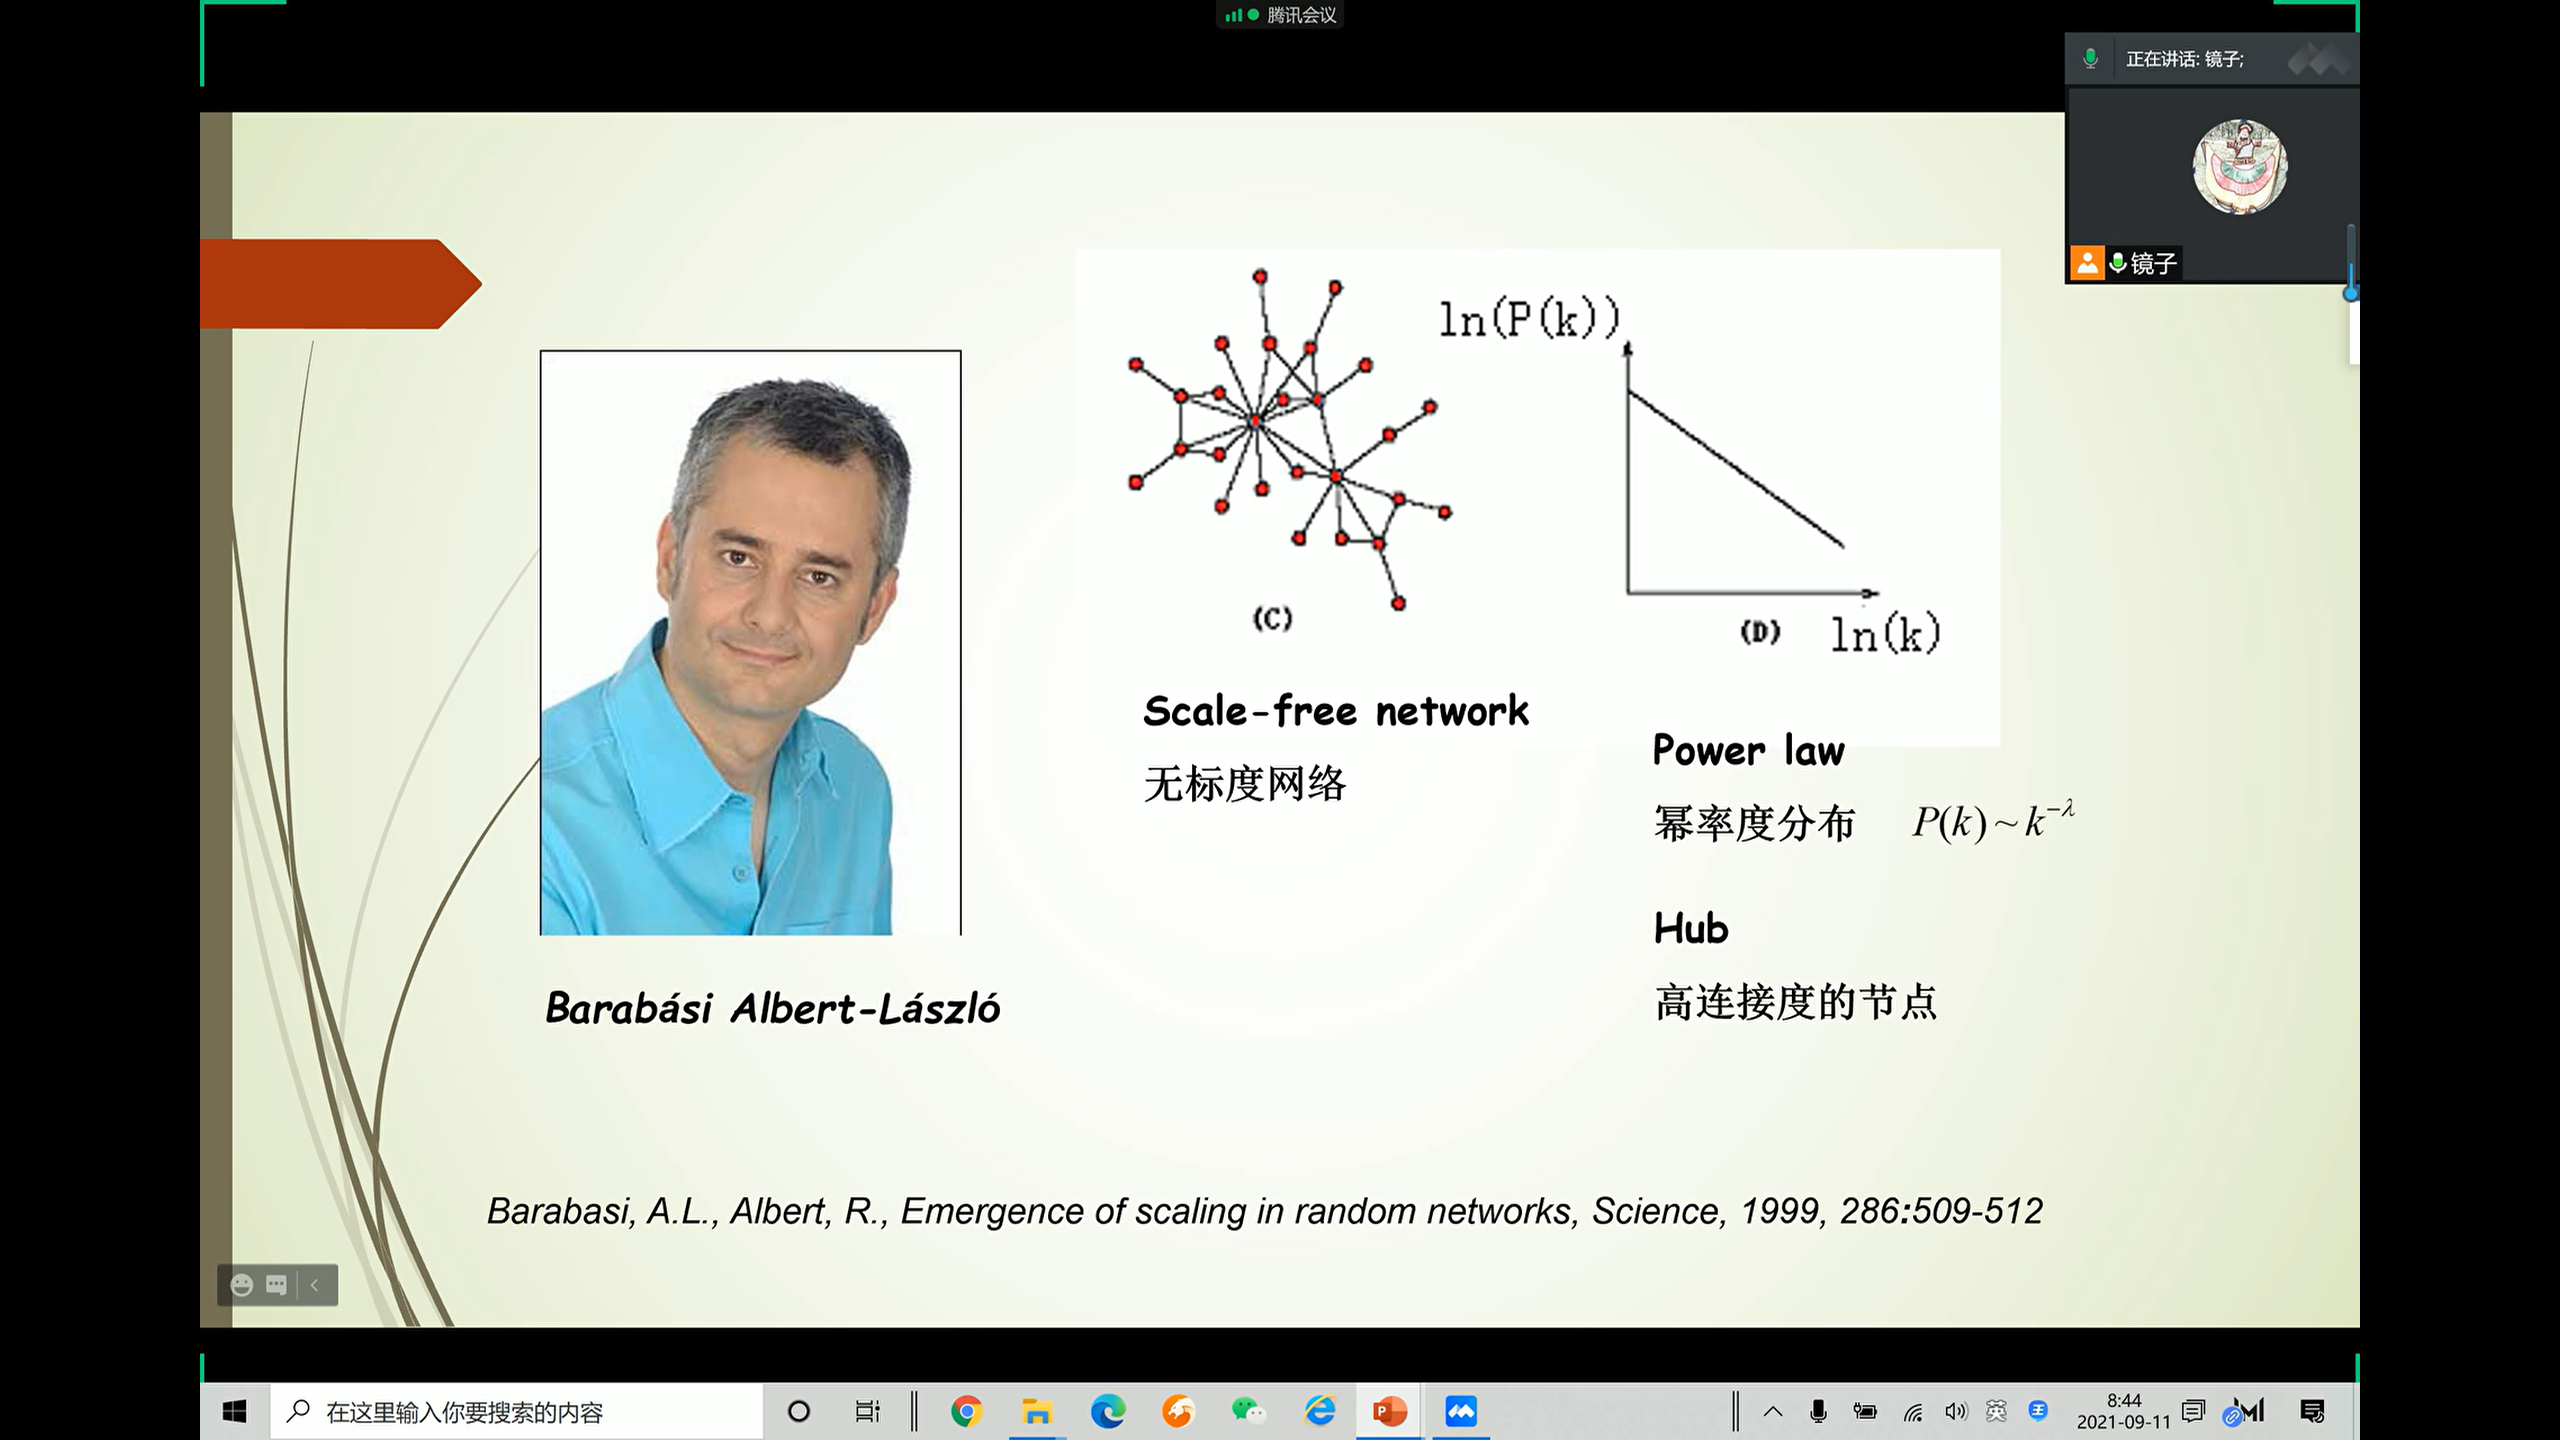 腾讯会议
正在讲话: 镜子;
镜子
ln(P(k))
(C)
(D)
ln(k)
Scale-free network
无标度网络
Power law
幂率度分布 P(k) ~ k^{-λ}
Hub
高连接度的节点
Barabási Albert-László
Barabasi, A.L., Albert, R., Emergence of scaling in random networks, Science, 1999, 286:509-512
在这里输入你要搜索的内容
英
8:44
2021-09-11